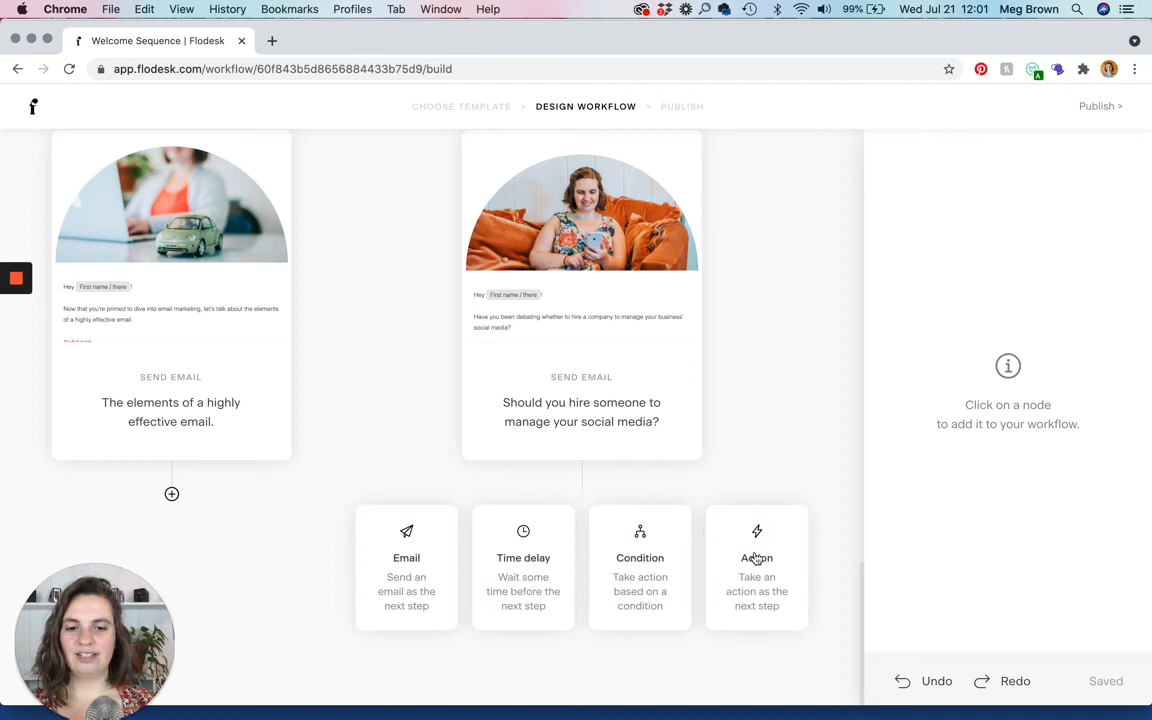 Chrome File Edit View History Bookmarks Profiles Tab Window Help 99% Wed Jul 21 12:01 Meg Brown
Welcome Sequence | Flodesk
app.flodesk.com/workflow/60f843b5d8656884433b75d9/build
CHOOSE TEMPLATE > DESIGN WORKFLOW > PUBLISH Publish >
Hey First name / there !
Now that you're primed to dive into email marketing, let's talk about the elements
of a highly effective email.
Subject
SEND EMAIL
The elements of a highly
effective email.
Hey First name / there !
Have you been debating whether to hire a company to manage your business'
social media?
SEND EMAIL
Should you hire someone to
manage your social media?
Email
Send an
email as the
next step
Time delay
Wait some
time before the
next step
Condition
Take action
based on a
condition
Action
Take an
action as the
next step
Click on a node
to add it to your workflow.
Undo Redo Saved